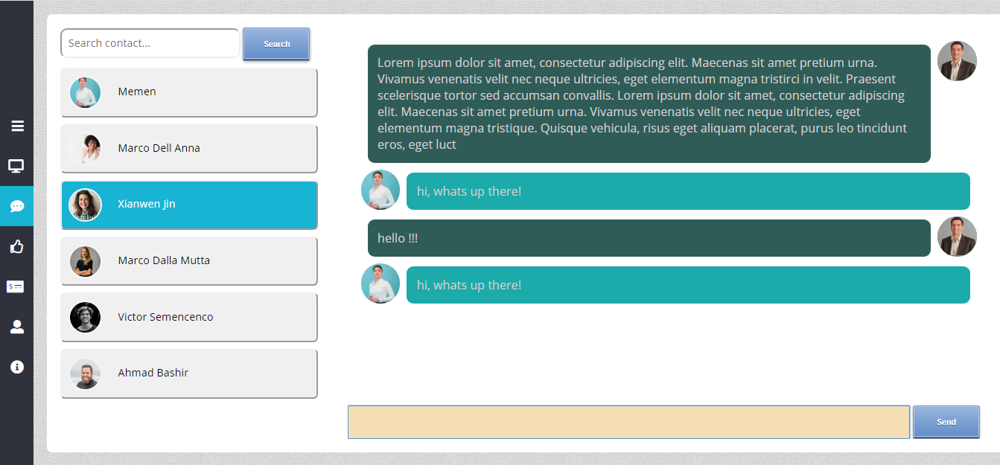 Search contact...
Search
Memen
Marco Dell Anna
Xianwen Jin
Marco Dalla Mutta
Victor Semencenco
Ahmad Bashir
Lorem ipsum dolor sit amet, consectetur adipiscing elit. Maecenas sit amet pretium urna.
Vivamus venenatis velit nec neque ultricies, eget elementum magna tristirci in velit. Praesent
scelerisque tortor sed accumsan convallis. Lorem ipsum dolor sit amet, consectetur adipiscing
elit. Maecenas sit amet pretium urna. Vivamus venenatis velit nec neque ultricies, eget
elementum magna tristique. Quisque vehicula, risus eget aliquam placerat, purus leo tincidunt
eros, eget luct
hi, whats up there!
hello !!!
hi, whats up there!
Send